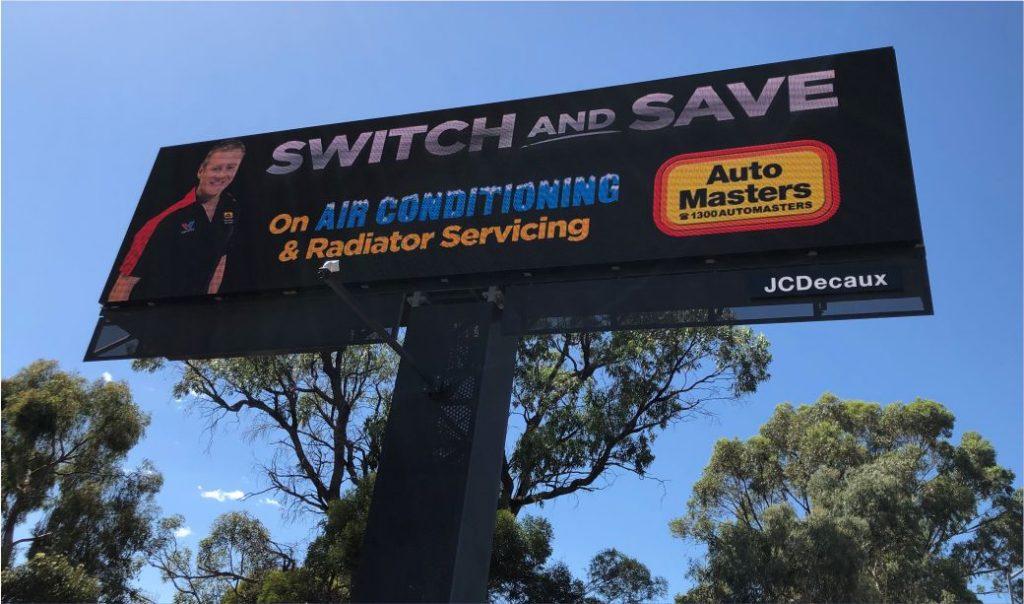 SWITCH AND SAVE
On AIR CONDITIONING
& Radiator Servicing
Auto
Masters
☎1300AUTOMASTERS
JCDecaux